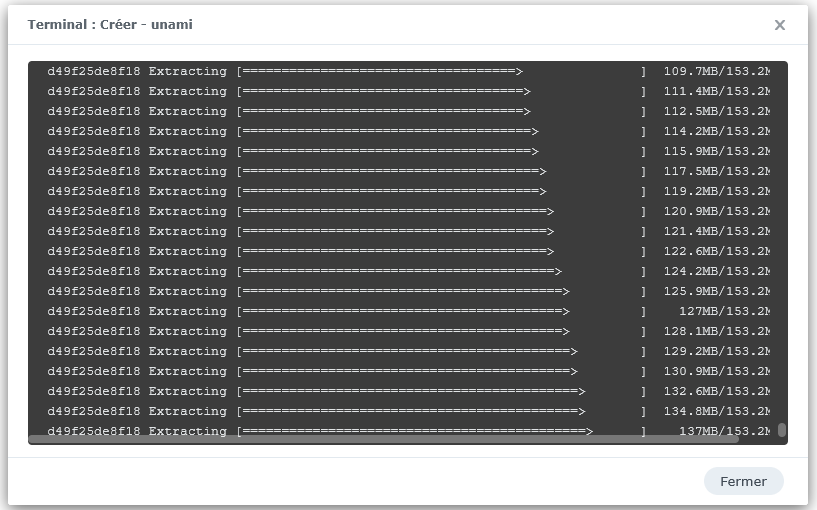 Terminal : Créer - unami
d49f25de8f18 Extracting [===================================>               ]  109.7MB/153.2M
d49f25de8f18 Extracting [====================================>              ]  111.4MB/153.2M
d49f25de8f18 Extracting [====================================>              ]  112.5MB/153.2M
d49f25de8f18 Extracting [=====================================>             ]  114.2MB/153.2M
d49f25de8f18 Extracting [=====================================>             ]  115.9MB/153.2M
d49f25de8f18 Extracting [======================================>            ]  117.5MB/153.2M
d49f25de8f18 Extracting [======================================>            ]  119.2MB/153.2M
d49f25de8f18 Extracting [=======================================>           ]  120.9MB/153.2M
d49f25de8f18 Extracting [=======================================>           ]  121.4MB/153.2M
d49f25de8f18 Extracting [=======================================>           ]  122.6MB/153.2M
d49f25de8f18 Extracting [========================================>          ]  124.2MB/153.2M
d49f25de8f18 Extracting [=========================================>         ]  125.9MB/153.2M
d49f25de8f18 Extracting [=========================================>         ]    127MB/153.2M
d49f25de8f18 Extracting [=========================================>         ]  128.1MB/153.2M
d49f25de8f18 Extracting [==========================================>        ]  129.2MB/153.2M
d49f25de8f18 Extracting [==========================================>        ]  130.9MB/153.2M
d49f25de8f18 Extracting [===========================================>       ]  132.6MB/153.2M
d49f25de8f18 Extracting [===========================================>       ]  134.8MB/153.2M
d49f25de8f18 Extracting [============================================>      ]    137MB/153.2M
Fermer